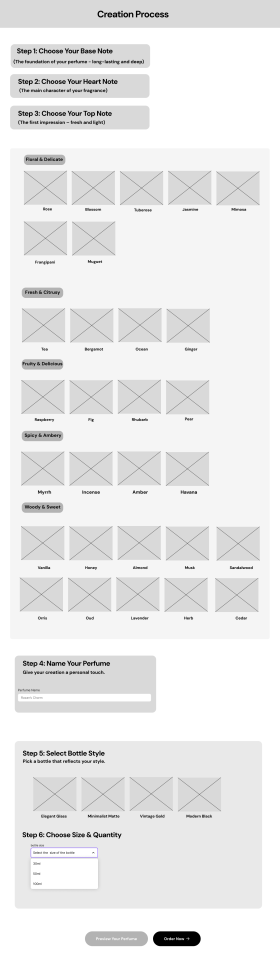 Creation Process
Step 1: Choose Your Base Note
(The foundation of your perfume – long-lasting and deep)
Step 2: Choose Your Heart Note
(The main character of your fragrance)
Step 3: Choose Your Top Note
(The first impression – fresh and light)
Floral & Delicate
Rose Blossom Tuberose Jasmine Mimosa
Frangipani Muguet
Fresh & Citrusy
Tea Bergamot Ocean Ginger
Fruity & Delicious
Raspberry Fig Rhubarb Pear
Spicy & Ambery
Myrrh Incense Amber Havana
Woody & Sweet
Vanilla Honey Almond Musk Sandalwood
Orris Oud Lavender Herb Cedar
Step 4: Name Your Perfume
Give your creation a personal touch.
Perfume Name
Step 5: Select Bottle Style
Pick a bottle that reflects your style.
Elegant Glass Minimalist Matte Vintage Gold Modern Black
Step 6: Choose Size & Quantity
bottle size
Select the size of the bottle
30ml
50ml
100ml
Preview Your Perfume Order Now →